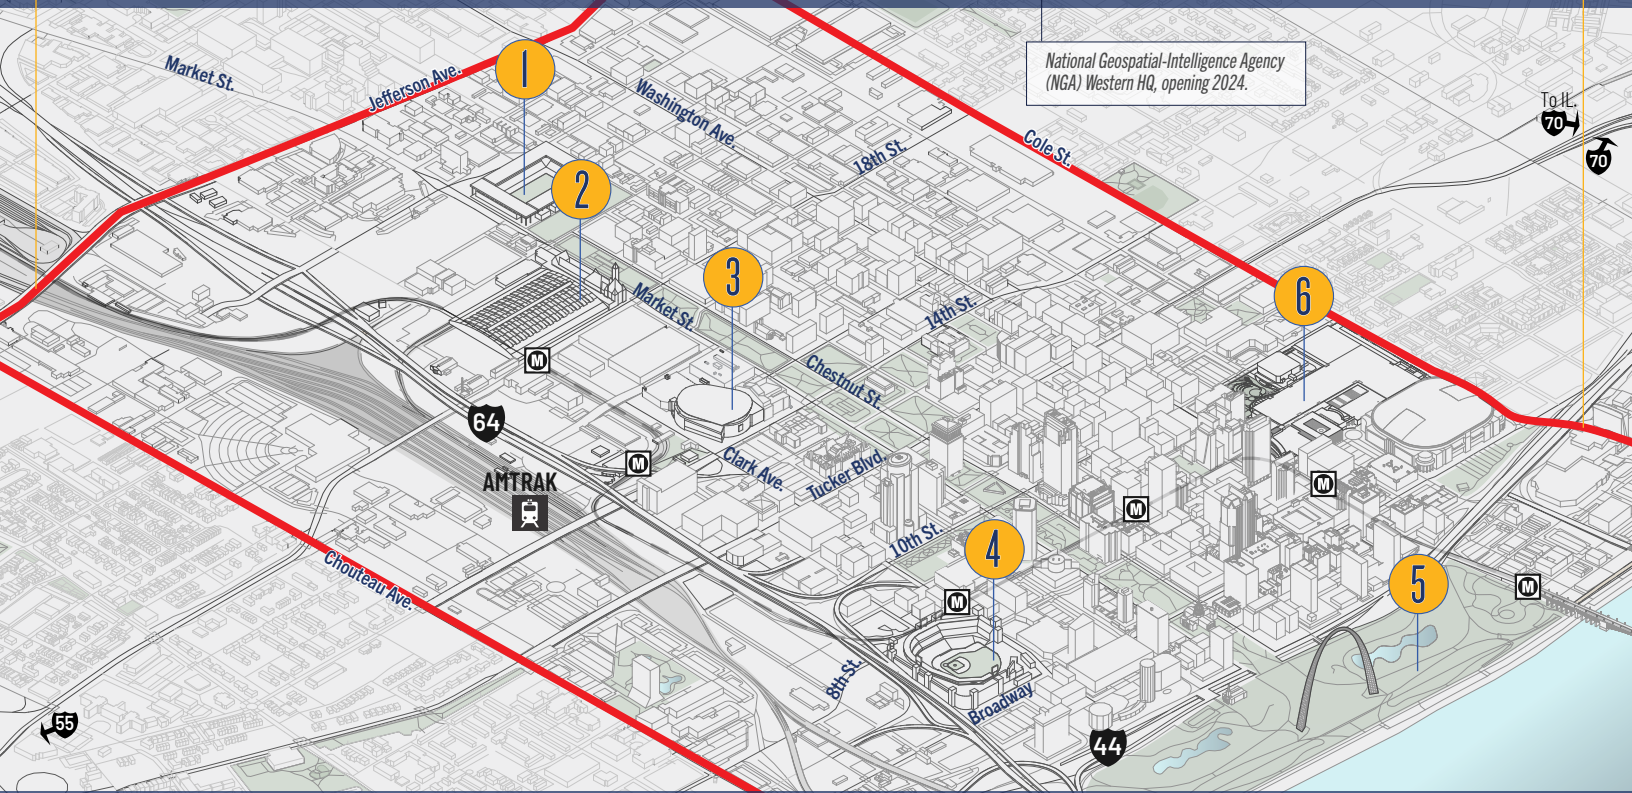 National Geospatial-Intelligence Agency
(NGA) Western HQ, opening 2024.
Market St.
Jefferson Ave.
1
Washington Ave.
18th St.
Cole St.
To IL.
70
70
2
3
6
Market St.
14th St.
Chestnut St.
M
64
M
Clark Ave.
Tucker Blvd.
AMTRAK
M
M
10th St.
4
5
M
M
Chouteau Ave.
8th St.
Broadway
55
44